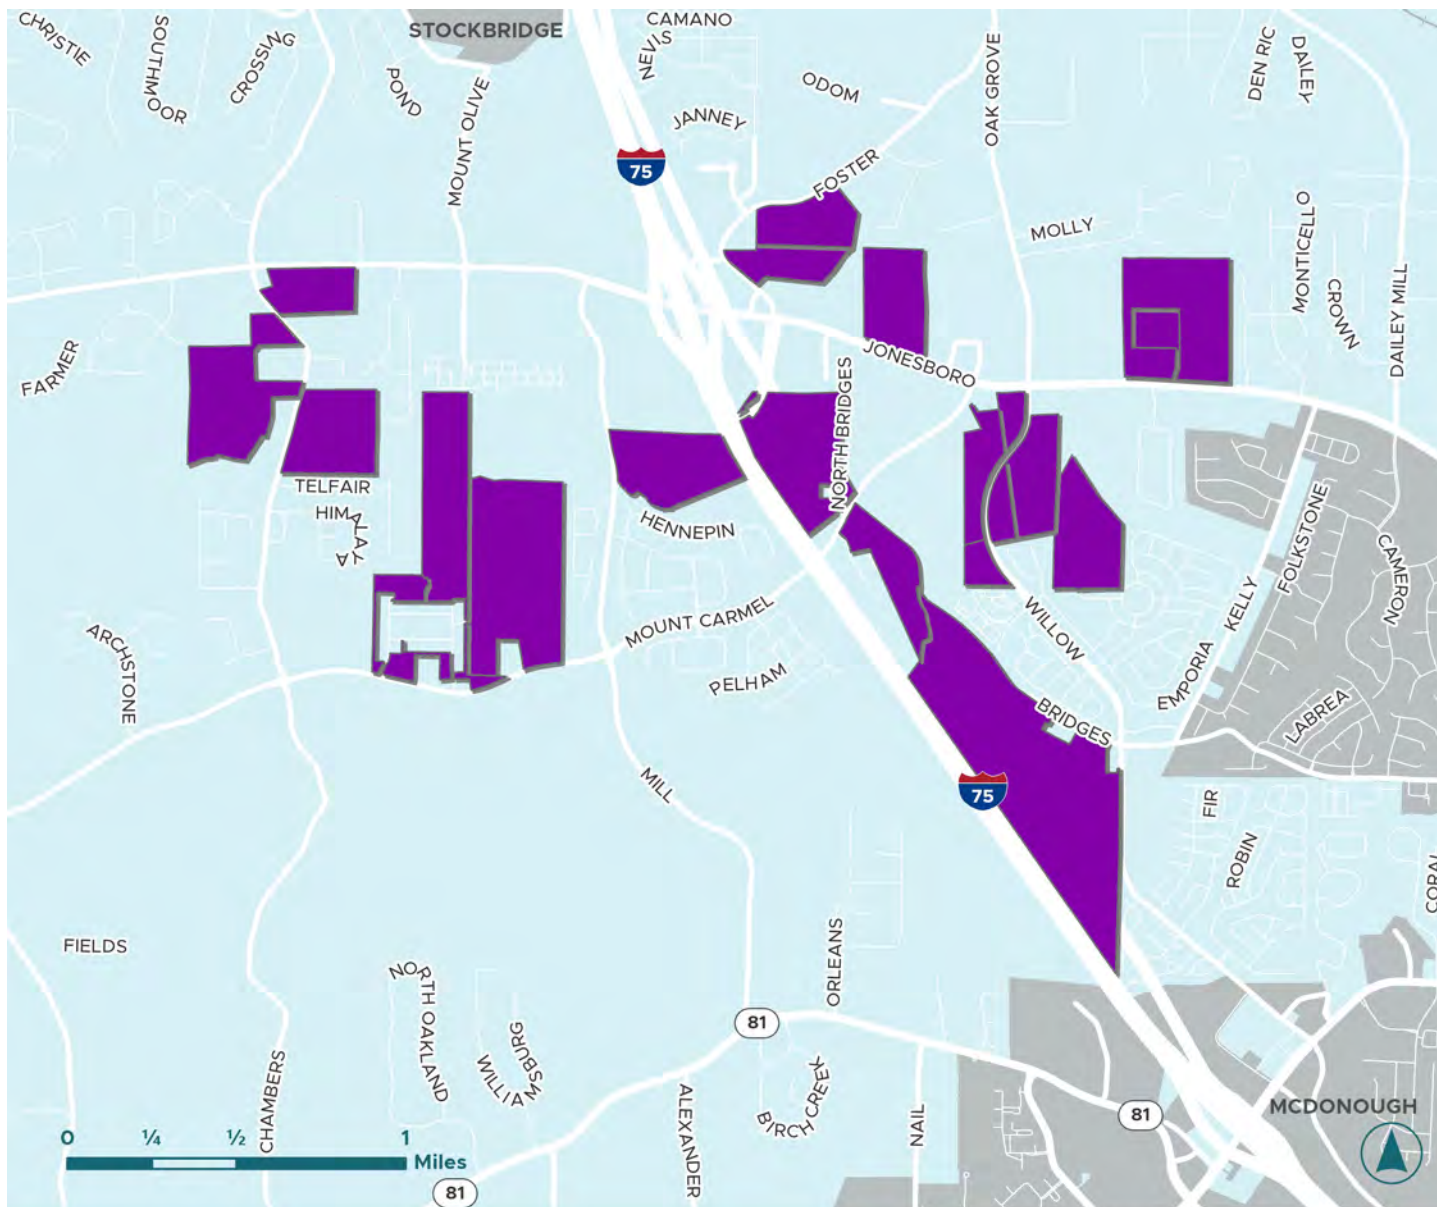 CHRISTIE
SOUTHMOOR
CROSSING
POND
STOCKBRIDGE
MOUNT OLIVE
CAMANO
NEVIS
JANNEY
ODOM
FOSTER
OAK GROVE
DEN RIC
DAILEY
75
MOLLY
MONTICELLO
CROWN
DAILEY MILL
FARMER
JONESBORO
NORTH BRIDGES
TELFAIR
HIMALAYA
HENNEPIN
MOUNT CARMEL
PELHAM
WILLOW
BRIDGES
KELLY
FOLKSTONE
CAMERON
EMPORIA
LABREA
ARCHSTONE
MILL
75
FIR
ROBIN
CORAL
FIELDS
NORTH OAKLAND
WILLIAMSBURG
ORLEANS
81
CHAMBERS
ALEXANDER
BIRCHCREEK
NAIL
81
MCDONOUGH
0 ¼ ½ 1
Miles
81